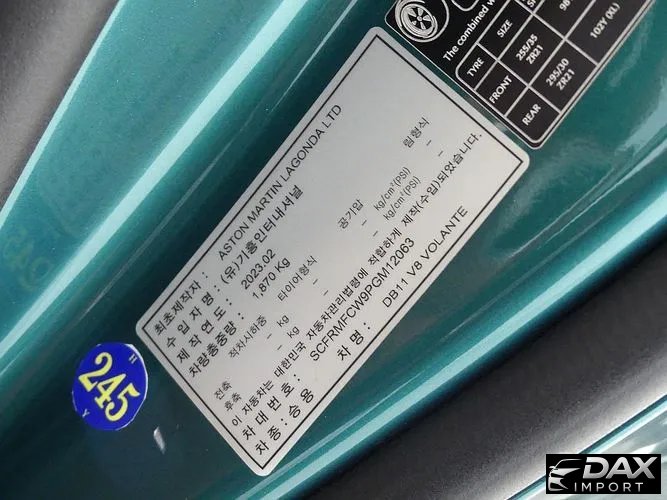 The combined w
TYRE SIZE
FRONT 255/35 ZR21
REAR 295/30 ZR21 102Y (XL)
최초제작자 : ASTON MARTIN LAGONDA LTD
수입자명 : (유)기흥인터내셔널
제작연도 : 2023.02
차량총중량 : 1,870 Kg
적차시하중 타이어형식 공기압 림형식
전축 – kg – – kg/cm²(PSI) –
후축 – kg – – kg/cm²(PSI) –
이 자동차는 대한민국 자동차관리법령에 적합하게 제작(수입)되었습니다.
차대번호 : SCFRMFCW9PGM12063
차종 : 승용 차명 : DB11 V8 VOLANTE
H
245
Y
DAX
IMPORT